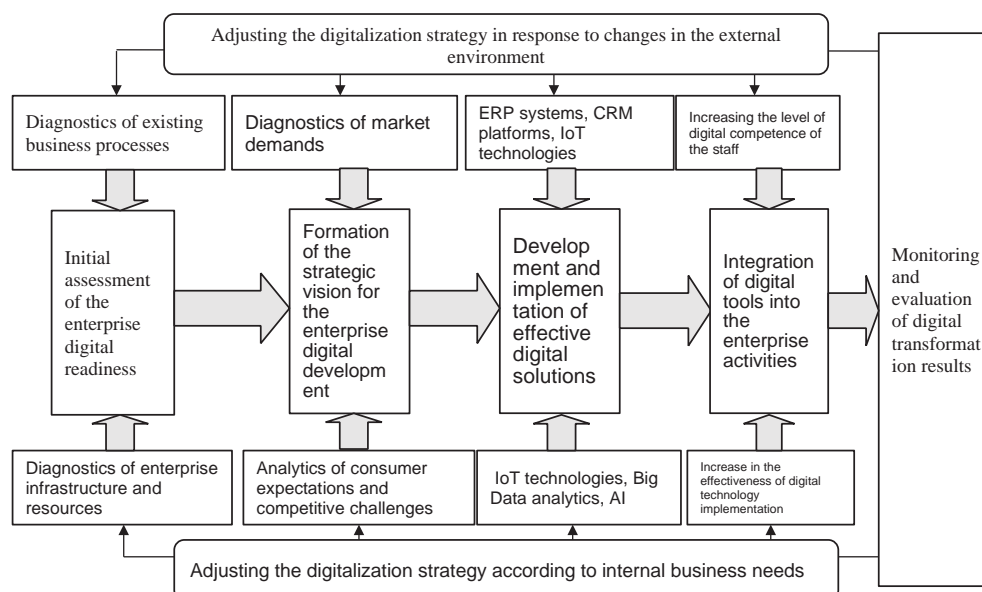 Adjusting the digitalization strategy in response to changes in the external
environment
Diagnostics of existing
business processes
Diagnostics of market
demands
ERP systems, CRM
platforms, IoT
technologies
Increasing the level of
digital competence of
the staff
Initial
assessment
of the
enterprise
digital
readiness
Formation
of the
strategic
vision for
the
enterprise
digital
developm
ent
Develop
ment and
implemen
tation of
effective
digital
solutions
Integration
of digital
tools into
the
enterprise
activities
Monitoring
and
evaluation
of digital
transformat
ion results
Diagnostics of enterprise
infrastructure and
resources
Analytics of consumer
expectations and
competitive challenges
IoT technologies, Big
Data analytics, AI
Increase in the
effectiveness of digital
technology
implementation
Adjusting the digitalization strategy according to internal business needs